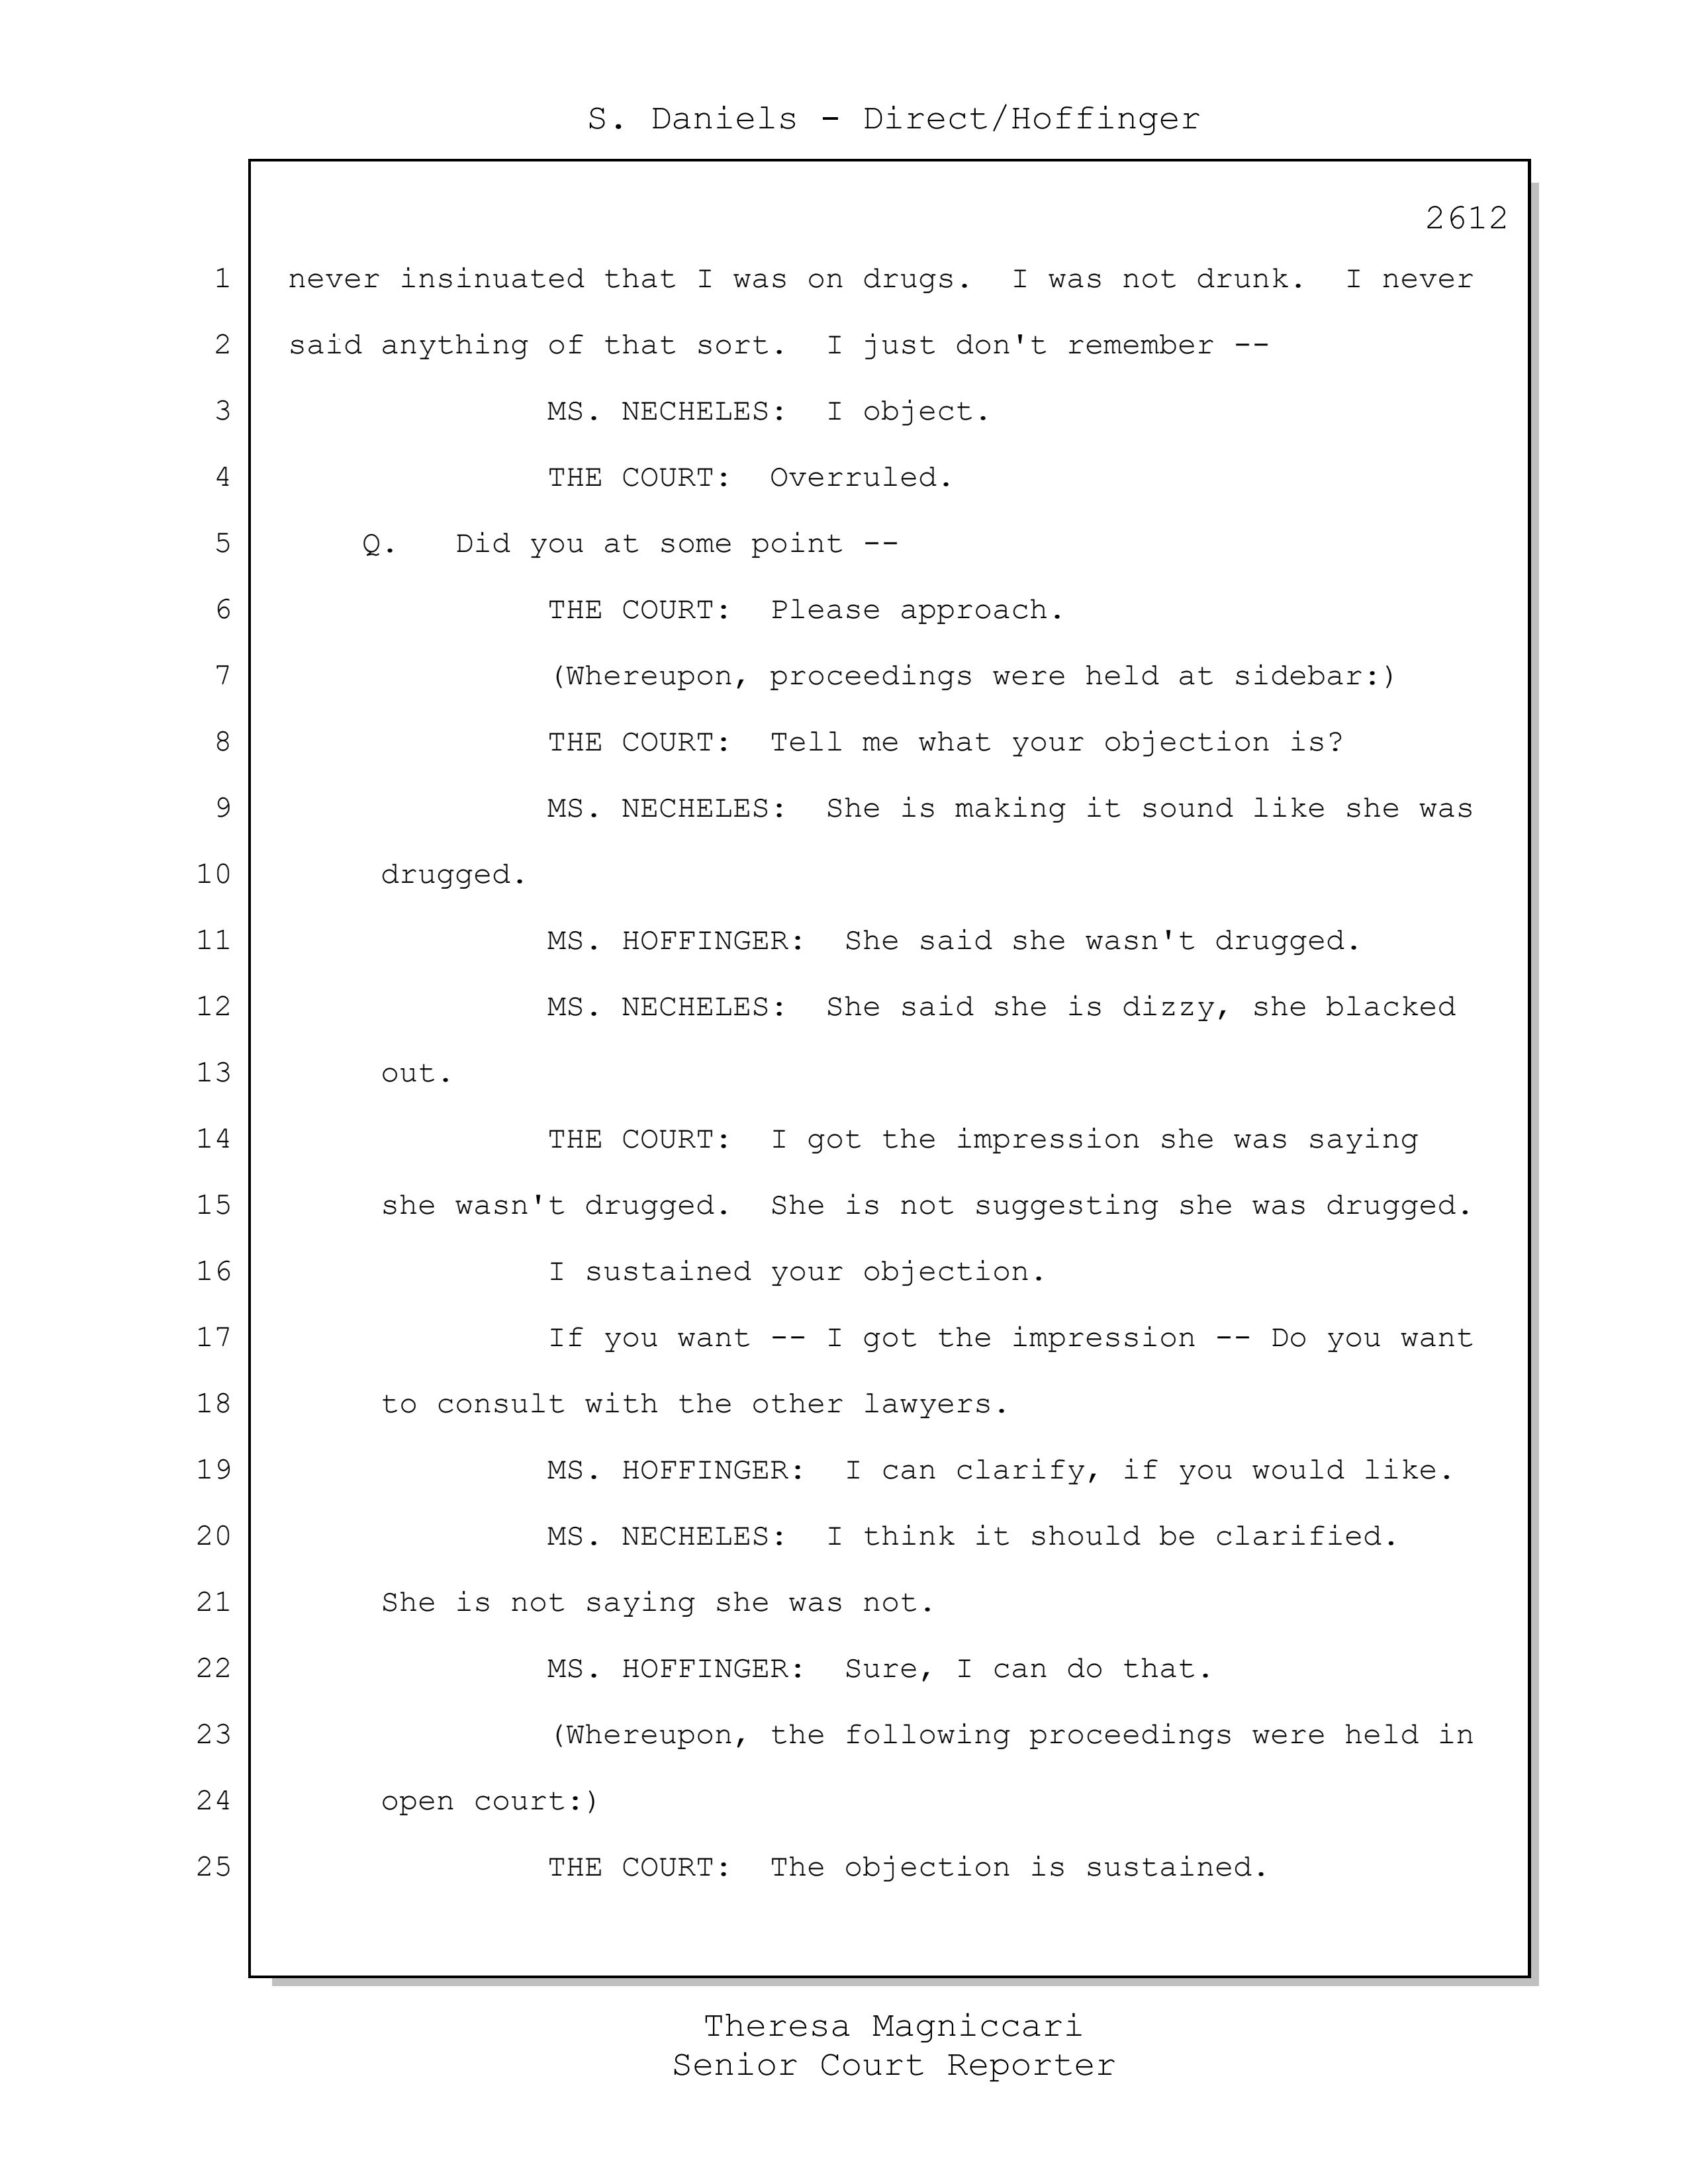 S. Daniels - Direct/Hoffinger
2612
1 never insinuated that I was on drugs. I was not drunk. I never
2 said anything of that sort. I just don't remember --
3 MS. NECHELES: I object.
4 THE COURT: Overruled.
5 Q. Did you at some point --
6 THE COURT: Please approach.
7 (Whereupon, proceedings were held at sidebar:)
8 THE COURT: Tell me what your objection is?
9 MS. NECHELES: She is making it sound like she was
10 drugged.
11 MS. HOFFINGER: She said she wasn't drugged.
12 MS. NECHELES: She said she is dizzy, she blacked
13 out.
14 THE COURT: I got the impression she was saying
15 she wasn't drugged. She is not suggesting she was drugged.
16 I sustained your objection.
17 If you want -- I got the impression -- Do you want
18 to consult with the other lawyers.
19 MS. HOFFINGER: I can clarify, if you would like.
20 MS. NECHELES: I think it should be clarified.
21 She is not saying she was not.
22 MS. HOFFINGER: Sure, I can do that.
23 (Whereupon, the following proceedings were held in
24 open court:)
25 THE COURT: The objection is sustained.
Theresa Magniccari
Senior Court Reporter